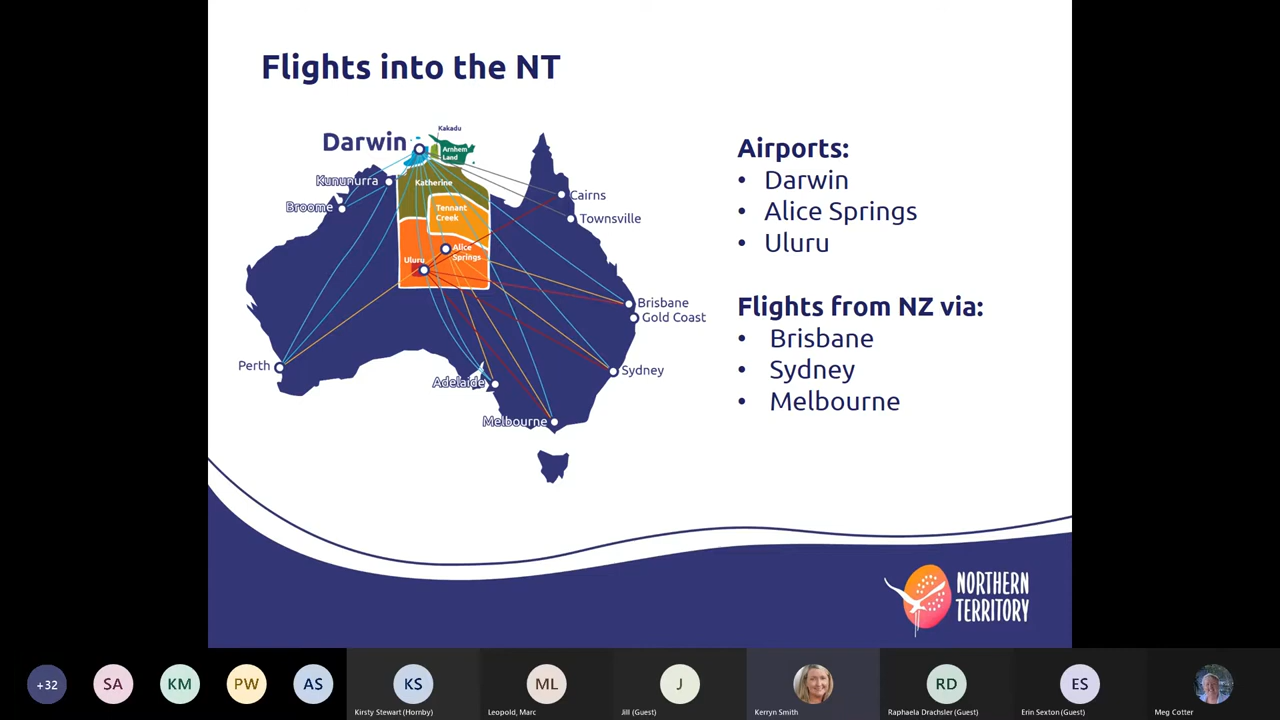 Flights into the NT
Darwin
Kakadu
Arnhem
Land
Kununurra
Katherine
Broome
Cairns
Tennant
Creek
Townsville
Alice
Springs
Uluru
Brisbane
Gold Coast
Perth
Sydney
Adelaide
Melbourne
Airports:
• Darwin
• Alice Springs
• Uluru
Flights from NZ via:
• Brisbane
• Sydney
• Melbourne
NORTHERN
TERRITORY
+32
SA
KM
PW
AS
KS
Kirsty Stewart (Hornby)
ML
Leopold, Marc
J
Jill (Guest)
Kerryn Smith
RD
Raphaela Drachsler (Guest)
ES
Erin Sexton (Guest)
Meg Cotter